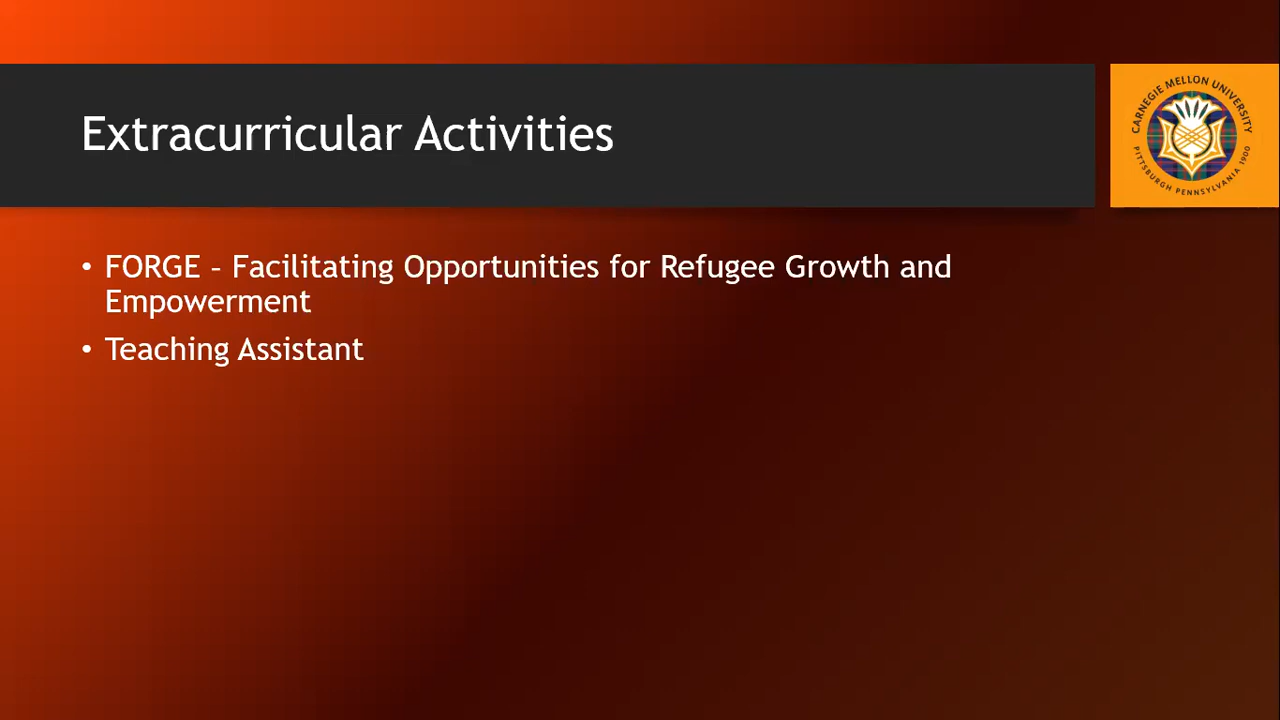 Extracurricular Activities
CARNEGIE MELLON UNIVERSITY
PITTSBURGH PENNSYLVANIA 1900
• FORGE – Facilitating Opportunities for Refugee Growth and
Empowerment
• Teaching Assistant